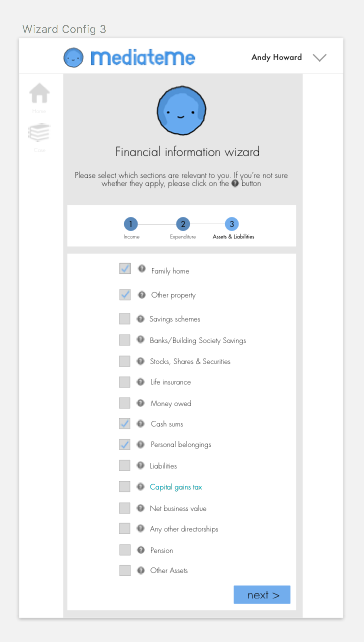 Wizard Config 3
mediateme
Andy Howard
Home
Financial information wizard
Please select which sections are relevant to you. If you're not sure
whether they apply, please click on the ? button
1 2 3
Income Expenditure Assets & Liabilities
? Family home
? Other property
? Savings schemes
? Banks/Building Society Savings
? Stocks, Shares & Securities
? Life insurance
? Money owed
? Cash sums
? Personal belongings
? Liabilities
? Capital gains tax
? Net business value
? Any other directorships
? Pension
? Other Assets
next >